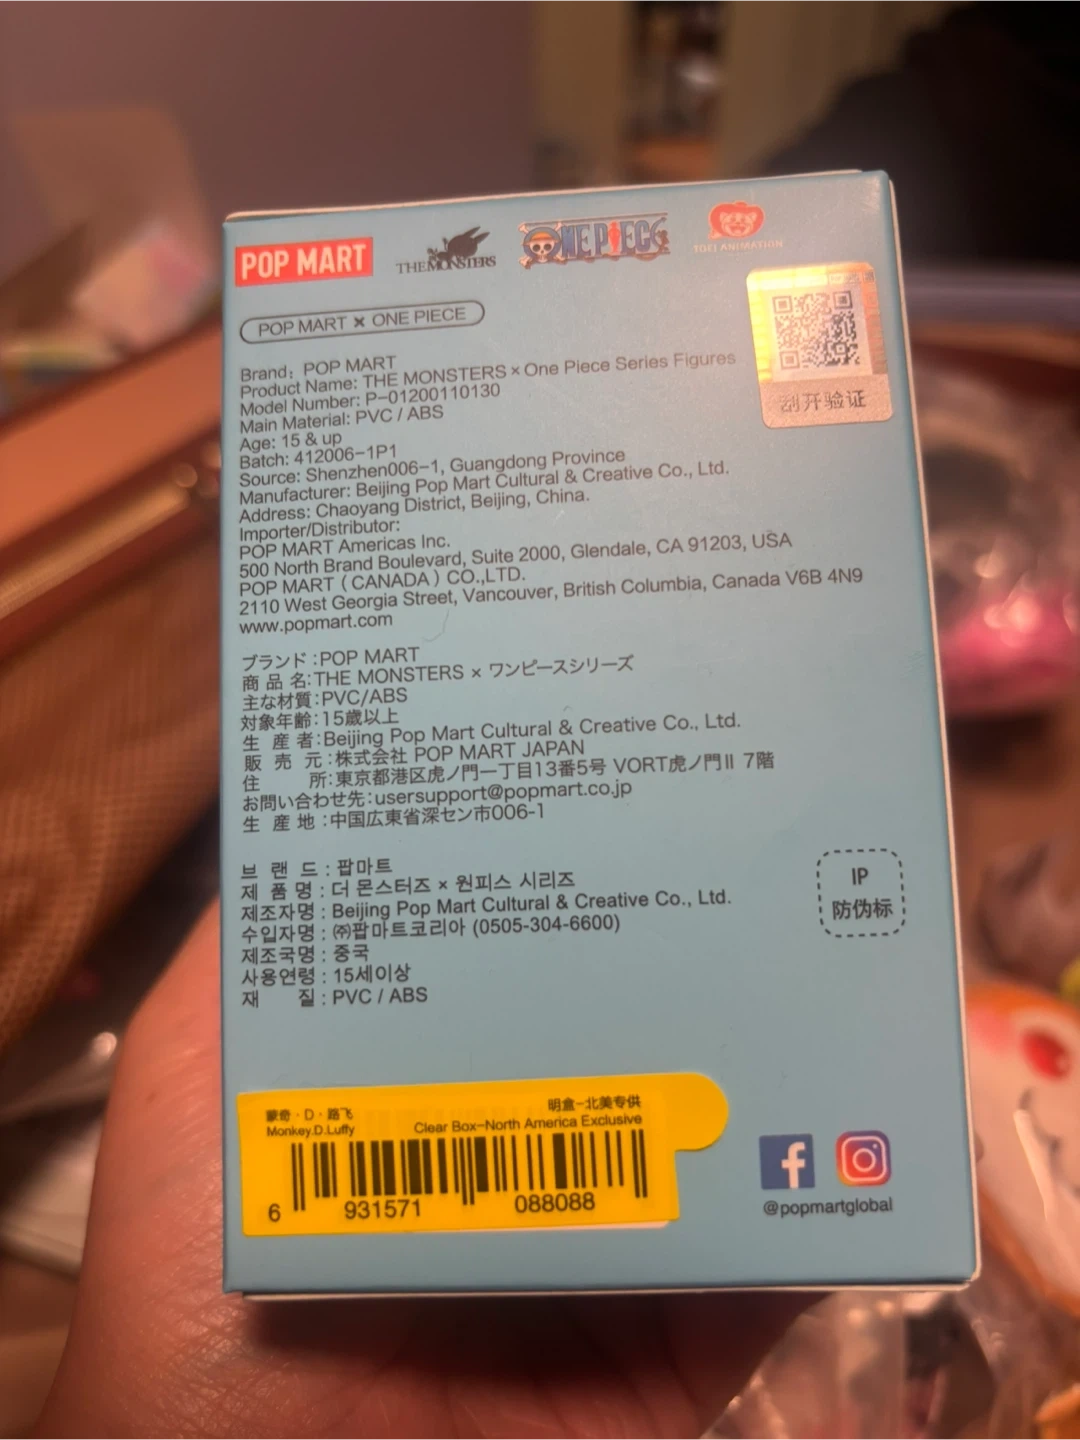 POP MART
THE MONSTERS
ONE PIECE
TOEI ANIMATION
POP MART × ONE PIECE
刮开验证
Brand: POP MART
Product Name: THE MONSTERS × One Piece Series Figures
Model Number: P-01200110130
Main Material: PVC / ABS
Age: 15 & up
Batch: 412006-1P1
Source: Shenzhen006-1, Guangdong Province
Manufacturer: Beijing Pop Mart Cultural & Creative Co., Ltd.
Address: Chaoyang District, Beijing, China.
Importer/Distributor:
POP MART Americas Inc.
500 North Brand Boulevard, Suite 2000, Glendale, CA 91203, USA
POP MART ( CANADA ) CO.,LTD.
2110 West Georgia Street, Vancouver, British Columbia, Canada V6B 4N9
www.popmart.com
ブランド:POP MART
商品名:THE MONSTERS × ワンピースシリーズ
主な材質:PVC/ABS
対象年齢:15歳以上
生産者:Beijing Pop Mart Cultural & Creative Co., Ltd.
販売元:株式会社 POP MART JAPAN
住所:東京都港区虎ノ門一丁目13番5号 VORT虎ノ門II 7階
お問い合わせ先:usersupport@popmart.co.jp
生産地:中国広東省深セン市006-1
브랜드 : 팝마트
제품명 : 더 몬스터즈 × 원피스 시리즈
제조자명 : Beijing Pop Mart Cultural & Creative Co., Ltd.
수입자명 : ㈜팝마트코리아 (0505-304-6600)
제조국명 : 중국
사용연령 : 15세이상
재질 : PVC / ABS
IP
防伪标
蒙奇·D·路飞
Monkey.D.Luffy
明盒-北美专供
Clear Box-North America Exclusive
6 931571 088088
@popmartglobal